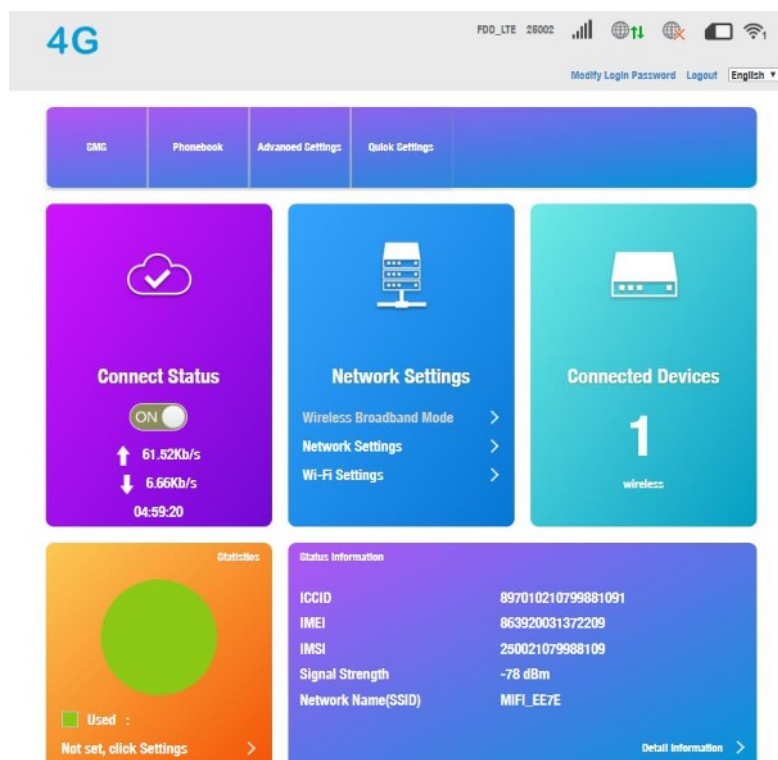 4G
FDD_LTE 26002
1
Modify Login Password Logout English
SMS Phonebook Advanced Settings Quick Settings
Connect Status
ON
61.52Kb/s
6.66Kb/s
04:59:20
Network Settings
Wireless Broadband Mode
Network Settings
Wi-Fi Settings
Connected Devices
1
wireless
Statistics
Used :
Not set, click Settings
Status Information
ICCID 897010210799881091
IMEI 863920031372209
IMSI 250021079988109
Signal Strength -78 dBm
Network Name(SSID) MIFI_EE7E
Detail Information